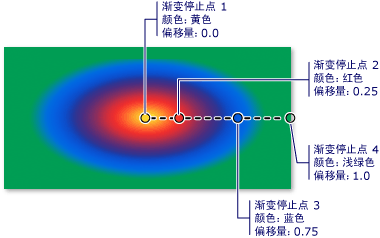 渐变停止点 1
颜色: 黄色
偏移量: 0.0
渐变停止点 2
颜色: 红色
偏移量: 0.25
渐变停止点 4
颜色: 浅绿色
偏移量: 1.0
渐变停止点 3
颜色: 蓝色
偏移量: 0.75